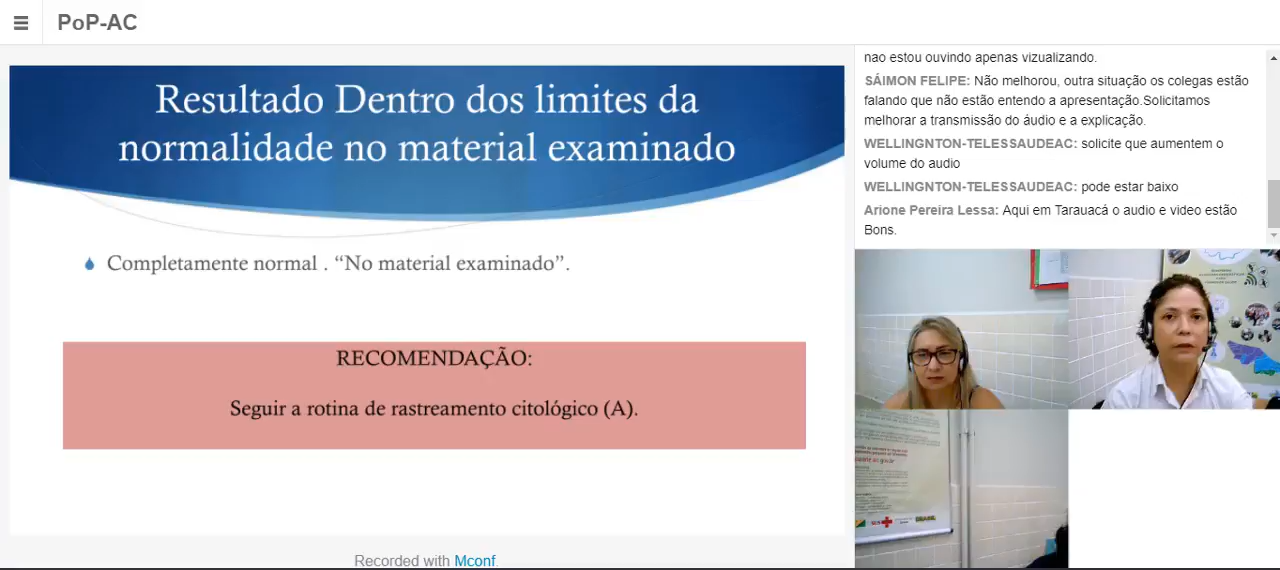 PoP-AC
Resultado Dentro dos limites da
normalidade no material examinado
Completamente normal . “No material examinado”.
RECOMENDAÇÃO:
Seguir a rotina de rastreamento citológico (A).
Recorded with Mconf.
nao estou ouvindo apenas vizualizando.
SÁIMON FELIPE: Não melhorou, outra situação os colegas estão
falando que não estão entendo a apresentação.Solicitamos
melhorar a transmissão do áudio e a explicação.
WELLINGNTON-TELESSAUDEAC: solicite que aumentem o
volume do audio
WELLINGNTON-TELESSAUDEAC: pode estar baixo
Arione Pereira Lessa: Aqui em Tarauacá o audio e video estão
Bons.
SUS
BRASIL